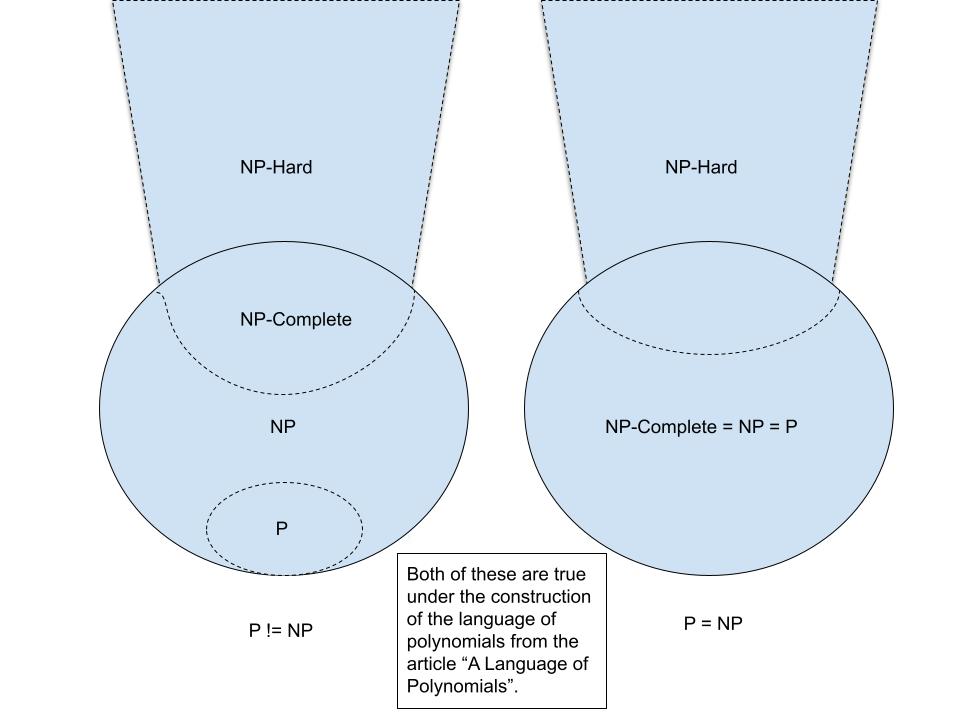 NP-Hard
NP-Complete
NP
P
P != NP
NP-Hard
NP-Complete = NP = P
P = NP
Both of these are true
under the construction
of the language of
polynomials from the
article “A Language of
Polynomials”.